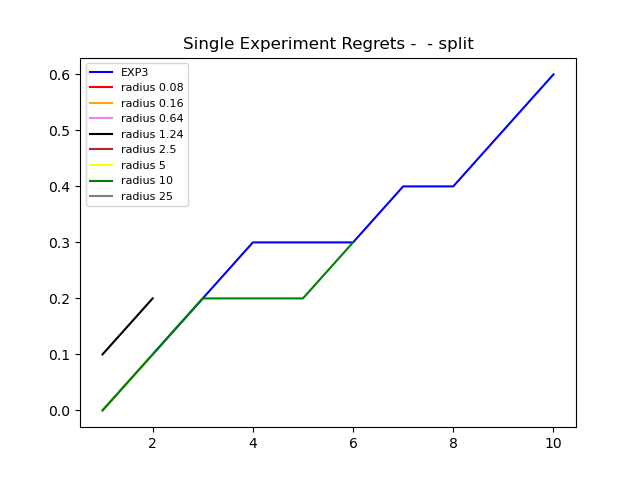 Single Experiment Regrets -  - split
EXP3
radius 0.08
radius 0.16
radius 0.64
radius 1.24
radius 2.5
radius 5
radius 10
radius 25
0.6
0.5
0.4
0.3
0.2
0.1
0.0
2 4 6 8 10